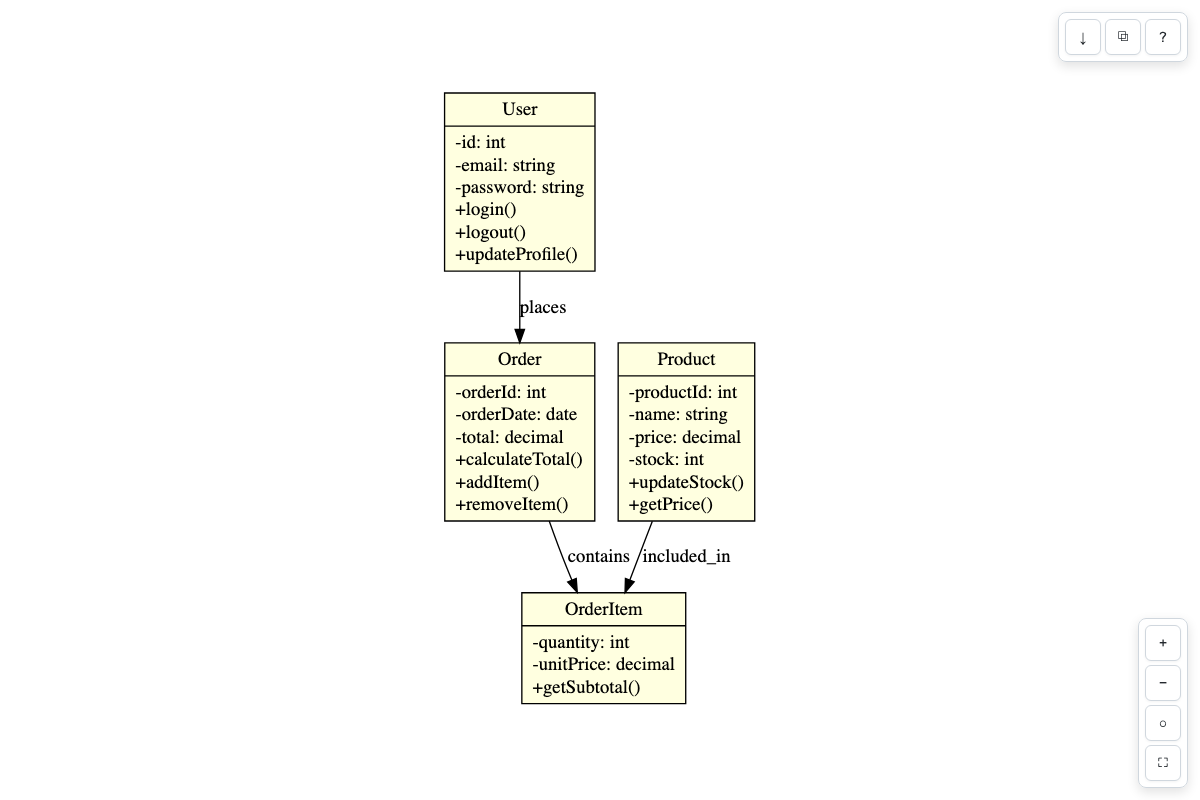 User
-id: int
-email: string
-password: string
+login()
+logout()
+updateProfile()
places
Order
-orderId: int
-orderDate: date
-total: decimal
+calculateTotal()
+addItem()
+removeItem()
Product
-productId: int
-name: string
-price: decimal
-stock: int
+updateStock()
+getPrice()
contains
included_in
OrderItem
-quantity: int
-unitPrice: decimal
+getSubtotal()
?
+
−